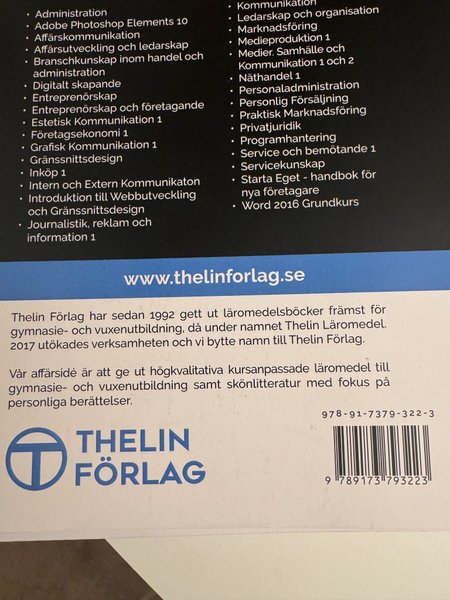 • Administration
• Adobe Photoshop Elements 10
• Affärskommunikation
• Affärsutveckling och ledarskap
• Branschkunskap inom handel och
administration
• Digitalt skapande
• Entreprenörskap
• Entreprenörskap och företagande
• Estetisk Kommunikation 1
• Företagsekonomi 1
• Grafisk Kommunikation 1
• Gränssnittsdesign
• Inköp 1
• Intern och Extern Kommunikaton
• Introduktion till Webbutveckling
och Gränssnittsdesign
• Journalistik, reklam och
information 1
Kommunikation
• Ledarskap och organisation
• Marknadsföring
• Medieproduktion 1
• Medier, Samhälle och
Kommunikation 1 och 2
• Näthandel 1
• Personaladministration
• Personlig Försäljning
• Praktisk Marknadsföring
• Privatjuridik
• Programhantering
• Service och bemötande 1
• Servicekunskap
• Starta Eget - handbok för
nya företagare
• Word 2016 Grundkurs
www.thelinforlag.se
Thelin Förlag har sedan 1992 gett ut läromedelsböcker främst för
gymnasie- och vuxenutbildning, då under namnet Thelin Läromedel.
2017 utökades verksamheten och vi bytte namn till Thelin Förlag.
Vår affärsidé är att ge ut högkvalitativa kursanpassade läromedel till
gymnasie- och vuxenutbildning samt skönlitteratur med fokus på
personliga berättelser.
978-91-7379-322-3
THELIN
FÖRLAG
9 789173 793223